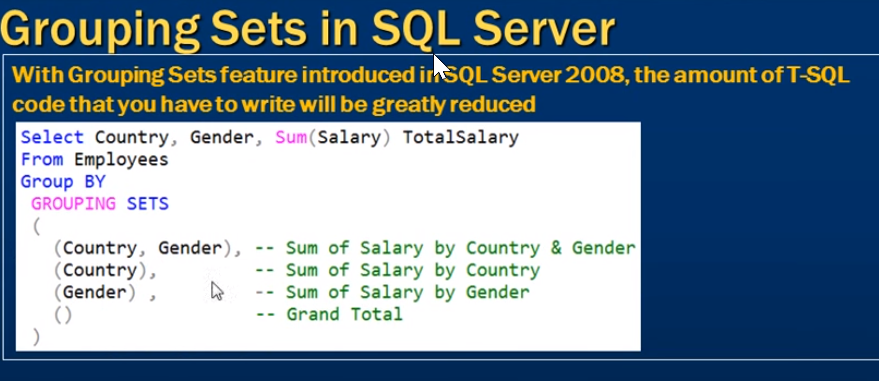 Grouping Sets in SQL Server
With Grouping Sets feature introduced in SQL Server 2008, the amount of T-SQL
code that you have to write will be greatly reduced
Select Country, Gender, Sum(Salary) TotalSalary
From Employees
Group BY
GROUPING SETS
(
(Country, Gender), -- Sum of Salary by Country & Gender
(Country), -- Sum of Salary by Country
(Gender) , -- Sum of Salary by Gender
() -- Grand Total
)